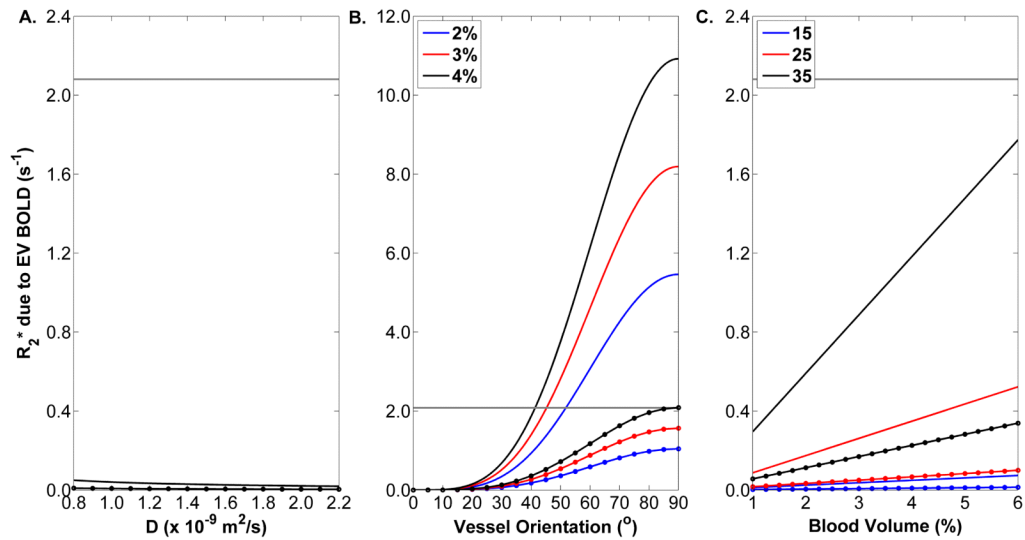 A.
B.
C.
R2* due to EV BOLD (s-1)
2.4
2.0
1.6
1.2
0.8
0.4
0.0
0.8 1.0 1.2 1.4 1.6 1.8 2.0 2.2
D (x 10-9 m2/s)
12.0
10.0
8.0
6.0
4.0
2.0
0.0
2%
3%
4%
0 10 20 30 40 50 60 70 80 90
Vessel Orientation (o)
2.4
2.0
1.6
1.2
0.8
0.4
0.0
15
25
35
1 2 3 4 5 6
Blood Volume (%)